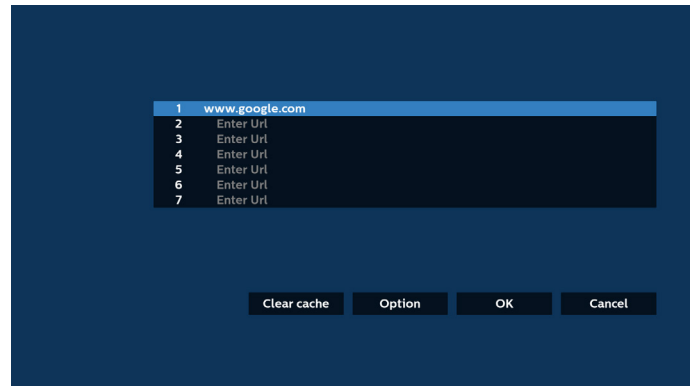 1 www.google.com
2 Enter Url
3 Enter Url
4 Enter Url
5 Enter Url
6 Enter Url
7 Enter Url
Clear cache Option OK Cancel